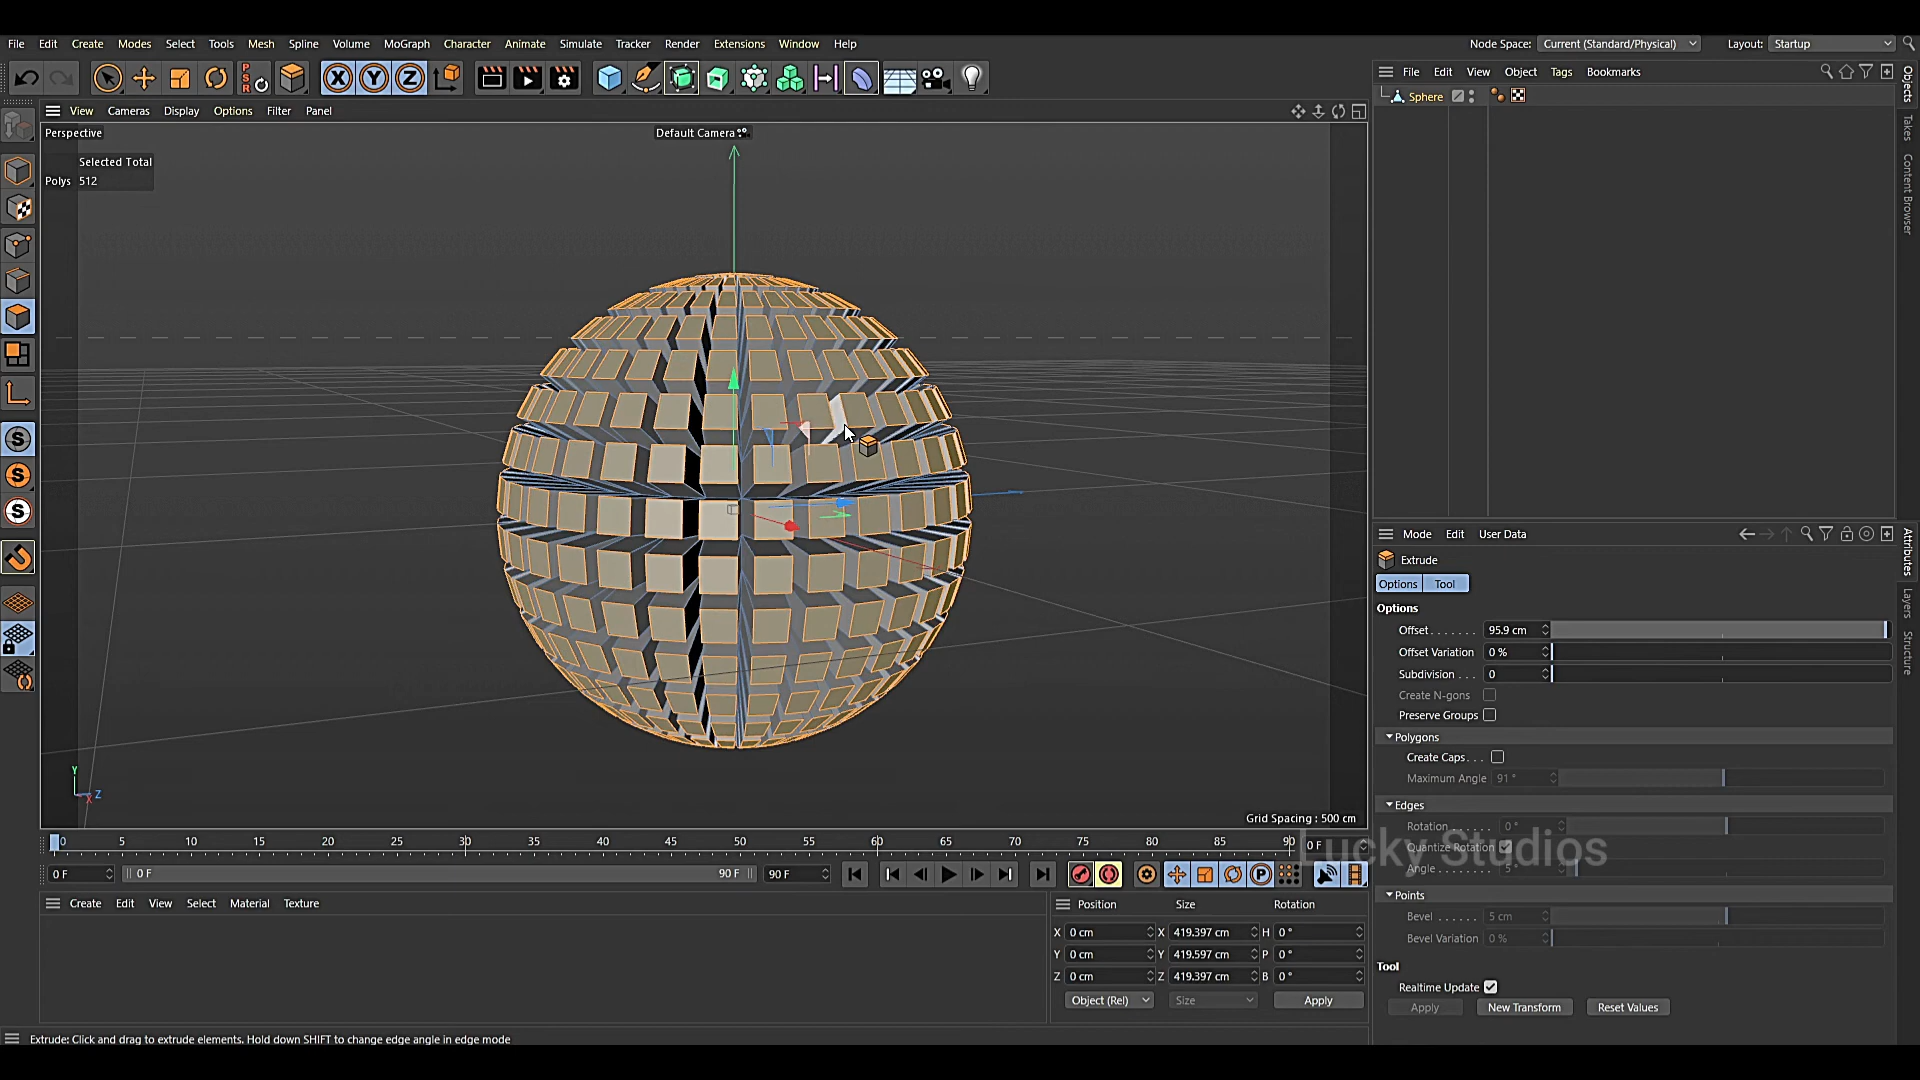 File Edit Create Modes Select Tools Mesh Spline Volume MoGraph Character Animate Simulate Tracker Render Extensions Window Help
Node Space: Current (Standard/Physical) Layout: Startup
PSR X Y Z
File Edit View Object Tags Bookmarks
Objects
Takes
Content Browser
Sphere
View Cameras Display Options Filter Panel
Perspective
Default Camera
Selected Total
Polys 512
Y
Z
X
Grid Spacing : 500 cm
Mode Edit User Data
Attributes
Layers
Structure
Extrude
Options Tool
Options
Offset . . . . . . . 95.9 cm
Offset Variation 0 %
Subdivision . . . 0
Create N-gons
Preserve Groups
Polygons
Create Caps. . .
Maximum Angle 91 °
Edges
Rotation . . . . . . 0 °
Quantize Rotation
Angle . . . . . . . . 5 °
Points
Bevel . . . . . . 5 cm
Bevel Variation 0 %
Tool
Realtime Update
Apply New Transform Reset Values
Lucky Studios
0 5 10 15 20 25 30 35 40 45 50 55 60 65 70 75 80 85 90 0 F
0 F 0 F 90 F 90 F P
Create Edit View Select Material Texture
Position Size Rotation
X 0 cm X 419.397 cm H 0 °
Y 0 cm Y 419.597 cm P 0 °
Z 0 cm Z 419.397 cm B 0 °
Object (Rel) Size Apply
Extrude: Click and drag to extrude elements. Hold down SHIFT to change edge angle in edge mode